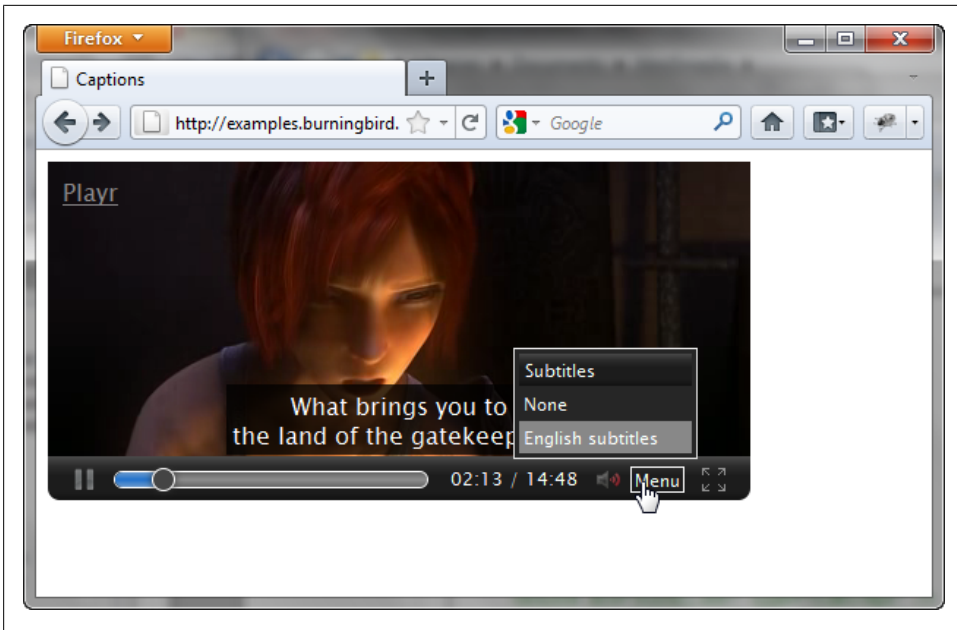 Firefox
Captions
http://examples.burningbird.
Google
Playr
Subtitles
None
English subtitles
What brings you to
the land of the gatekeep
02:13 / 14:48
Menu